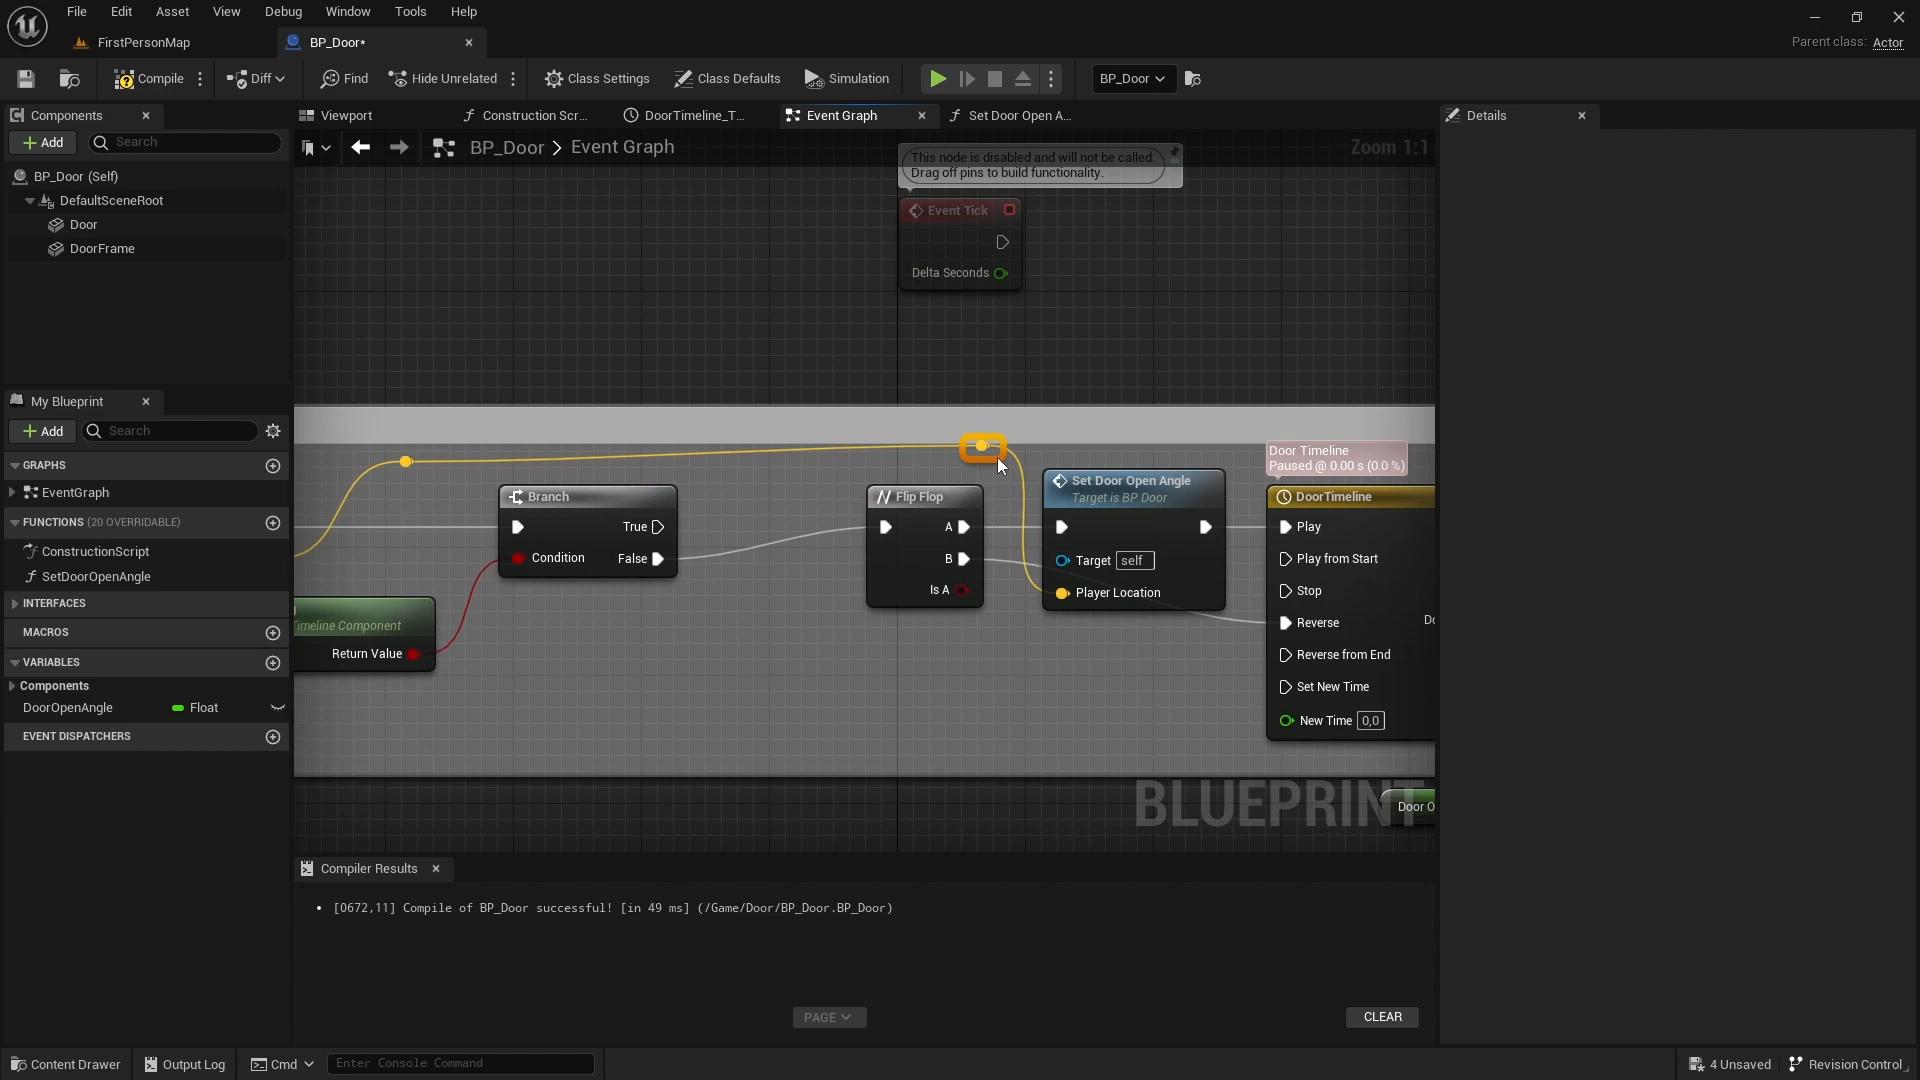 File Edit Asset View Debug Window Tools Help
FirstPersonMap
BP_Door*
Parent class: Actor
Compile
Diff
Find
Hide Unrelated
Class Settings
Class Defaults
Simulation
BP_Door
Components
Viewport
Construction Scr...
DoorTimeline_T...
Event Graph
Set Door Open A...
Details
Add
Search
BP_Door > Event Graph
Zoom 1:1
BP_Door (Self)
DefaultSceneRoot
Door
DoorFrame
This node is disabled and will not be called.
Drag off pins to build functionality.
Event Tick
Delta Seconds
My Blueprint
Add
Search
GRAPHS
EventGraph
FUNCTIONS (20 OVERRIDABLE)
ConstructionScript
SetDoorOpenAngle
INTERFACES
MACROS
VARIABLES
Components
DoorOpenAngle Float
EVENT DISPATCHERS
Branch
True
Condition False
imeline Component
Return Value
Flip Flop
A
B
Is A
Set Door Open Angle
Target is BP Door
Target self
Player Location
Door Timeline
Paused @ 0.00 s (0.0 %)
DoorTimeline
Play
Play from Start
Stop
Reverse
Do
Reverse from End
Set New Time
New Time 0,0
BLUEPRINT
Door O
Compiler Results
[0672,11] Compile of BP_Door successful! [in 49 ms] (/Game/Door/BP_Door.BP_Door)
PAGE
CLEAR
Content Drawer
Output Log
Cmd
Enter Console Command
4 Unsaved
Revision Control